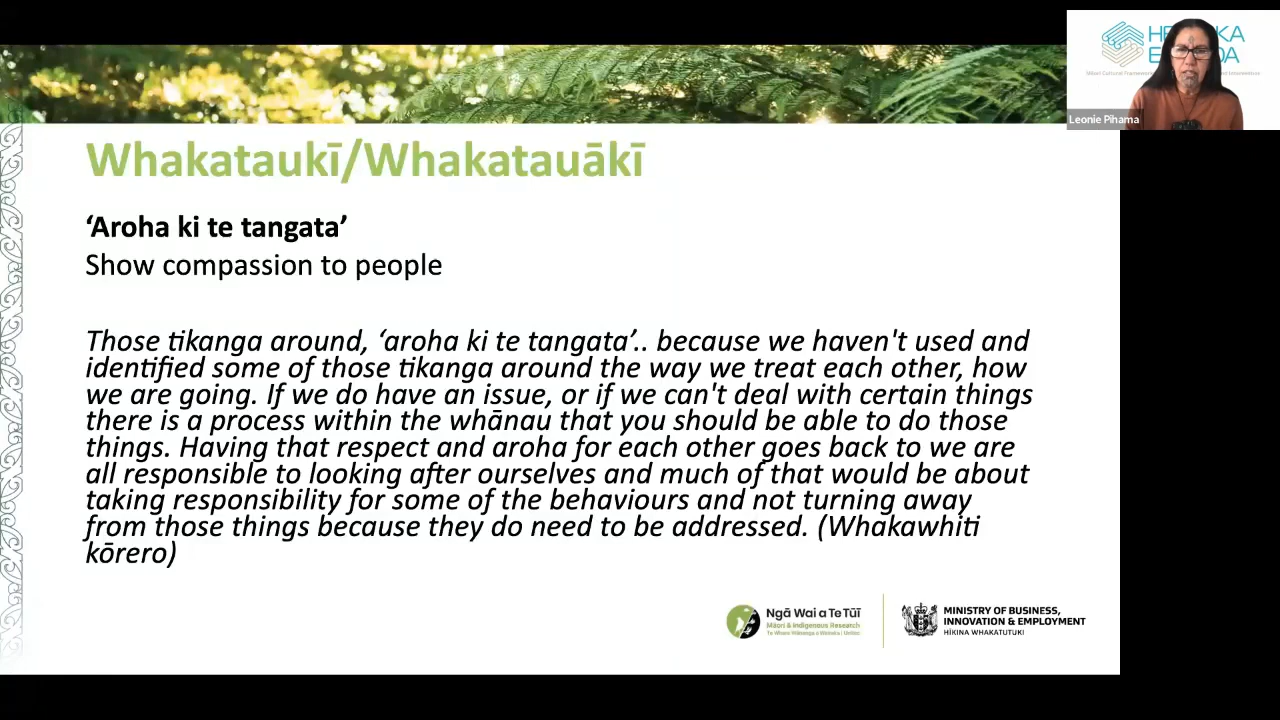 Leonie Pihama
Whakataukī/Whakatauākī
‘Aroha ki te tangata’
Show compassion to people
Those tikanga around, ‘aroha ki te tangata’.. because we haven't used and
identified some of those tikanga around the way we treat each other, how
we are going. If we do have an issue, or if we can't deal with certain things
there is a process within the whānau that you should be able to do those
things. Having that respect and aroha for each other goes back to we are
all responsible to looking after ourselves and much of that would be about
taking responsibility for some of the behaviours and not turning away
from those things because they do need to be addressed. (Whakawhiti
kōrero)
Ngā Wai a Te Tūī
Māori & Indigenous Research
Te Whare Wānanga o Wairaka | Unitec
MINISTRY OF BUSINESS,
INNOVATION & EMPLOYMENT
HĪKINA WHAKATUTUKI